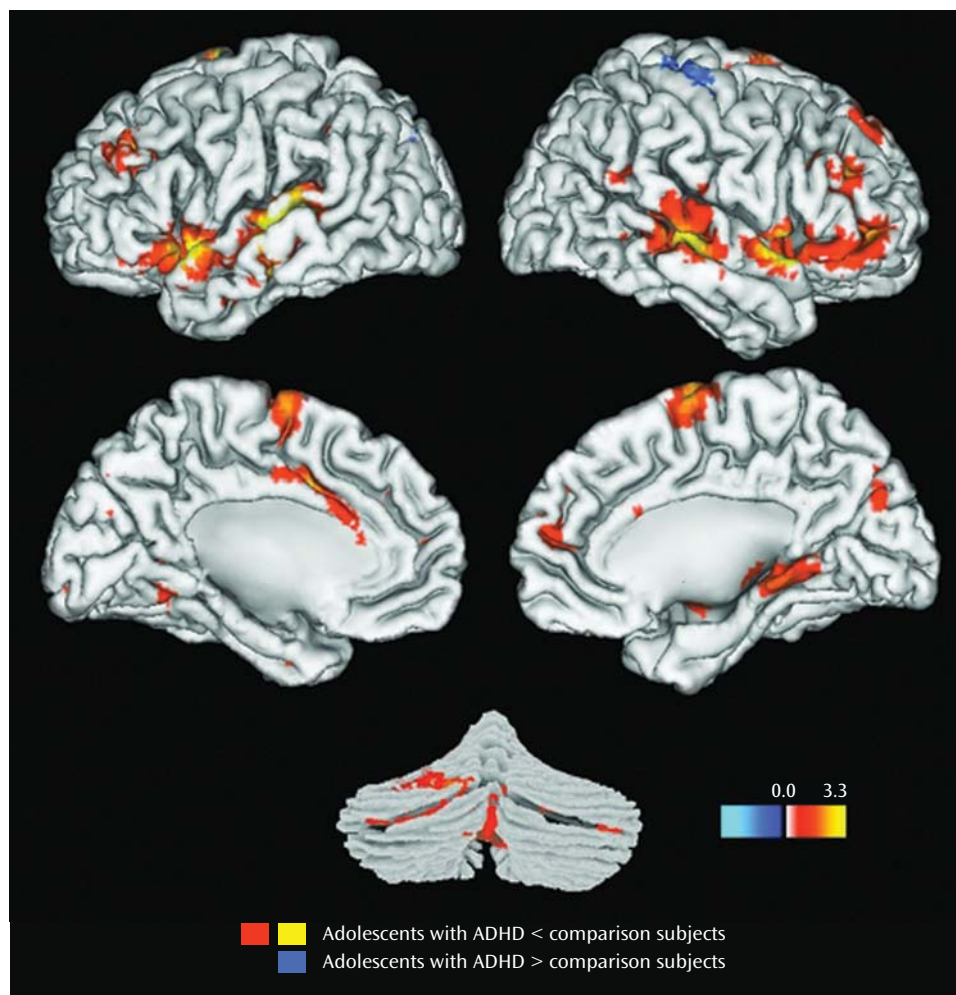 0.0 3.3
Adolescents with ADHD < comparison subjects
Adolescents with ADHD > comparison subjects